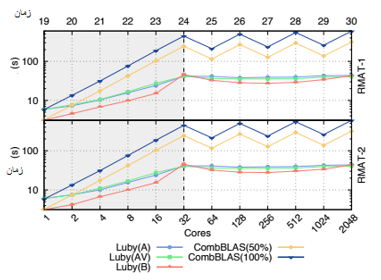 زمان
19 20 21 22 23 24 25 26 27 28 29 30
100
10
(s)
RMAT-1
100
10
(s)
زمان
RMAT-2
1 2 4 8 16 32 64 128 256 512 1024 2048
Cores
Luby(A) CombBLAS(50%)
Luby(AV) CombBLAS(100%)
Luby(B)